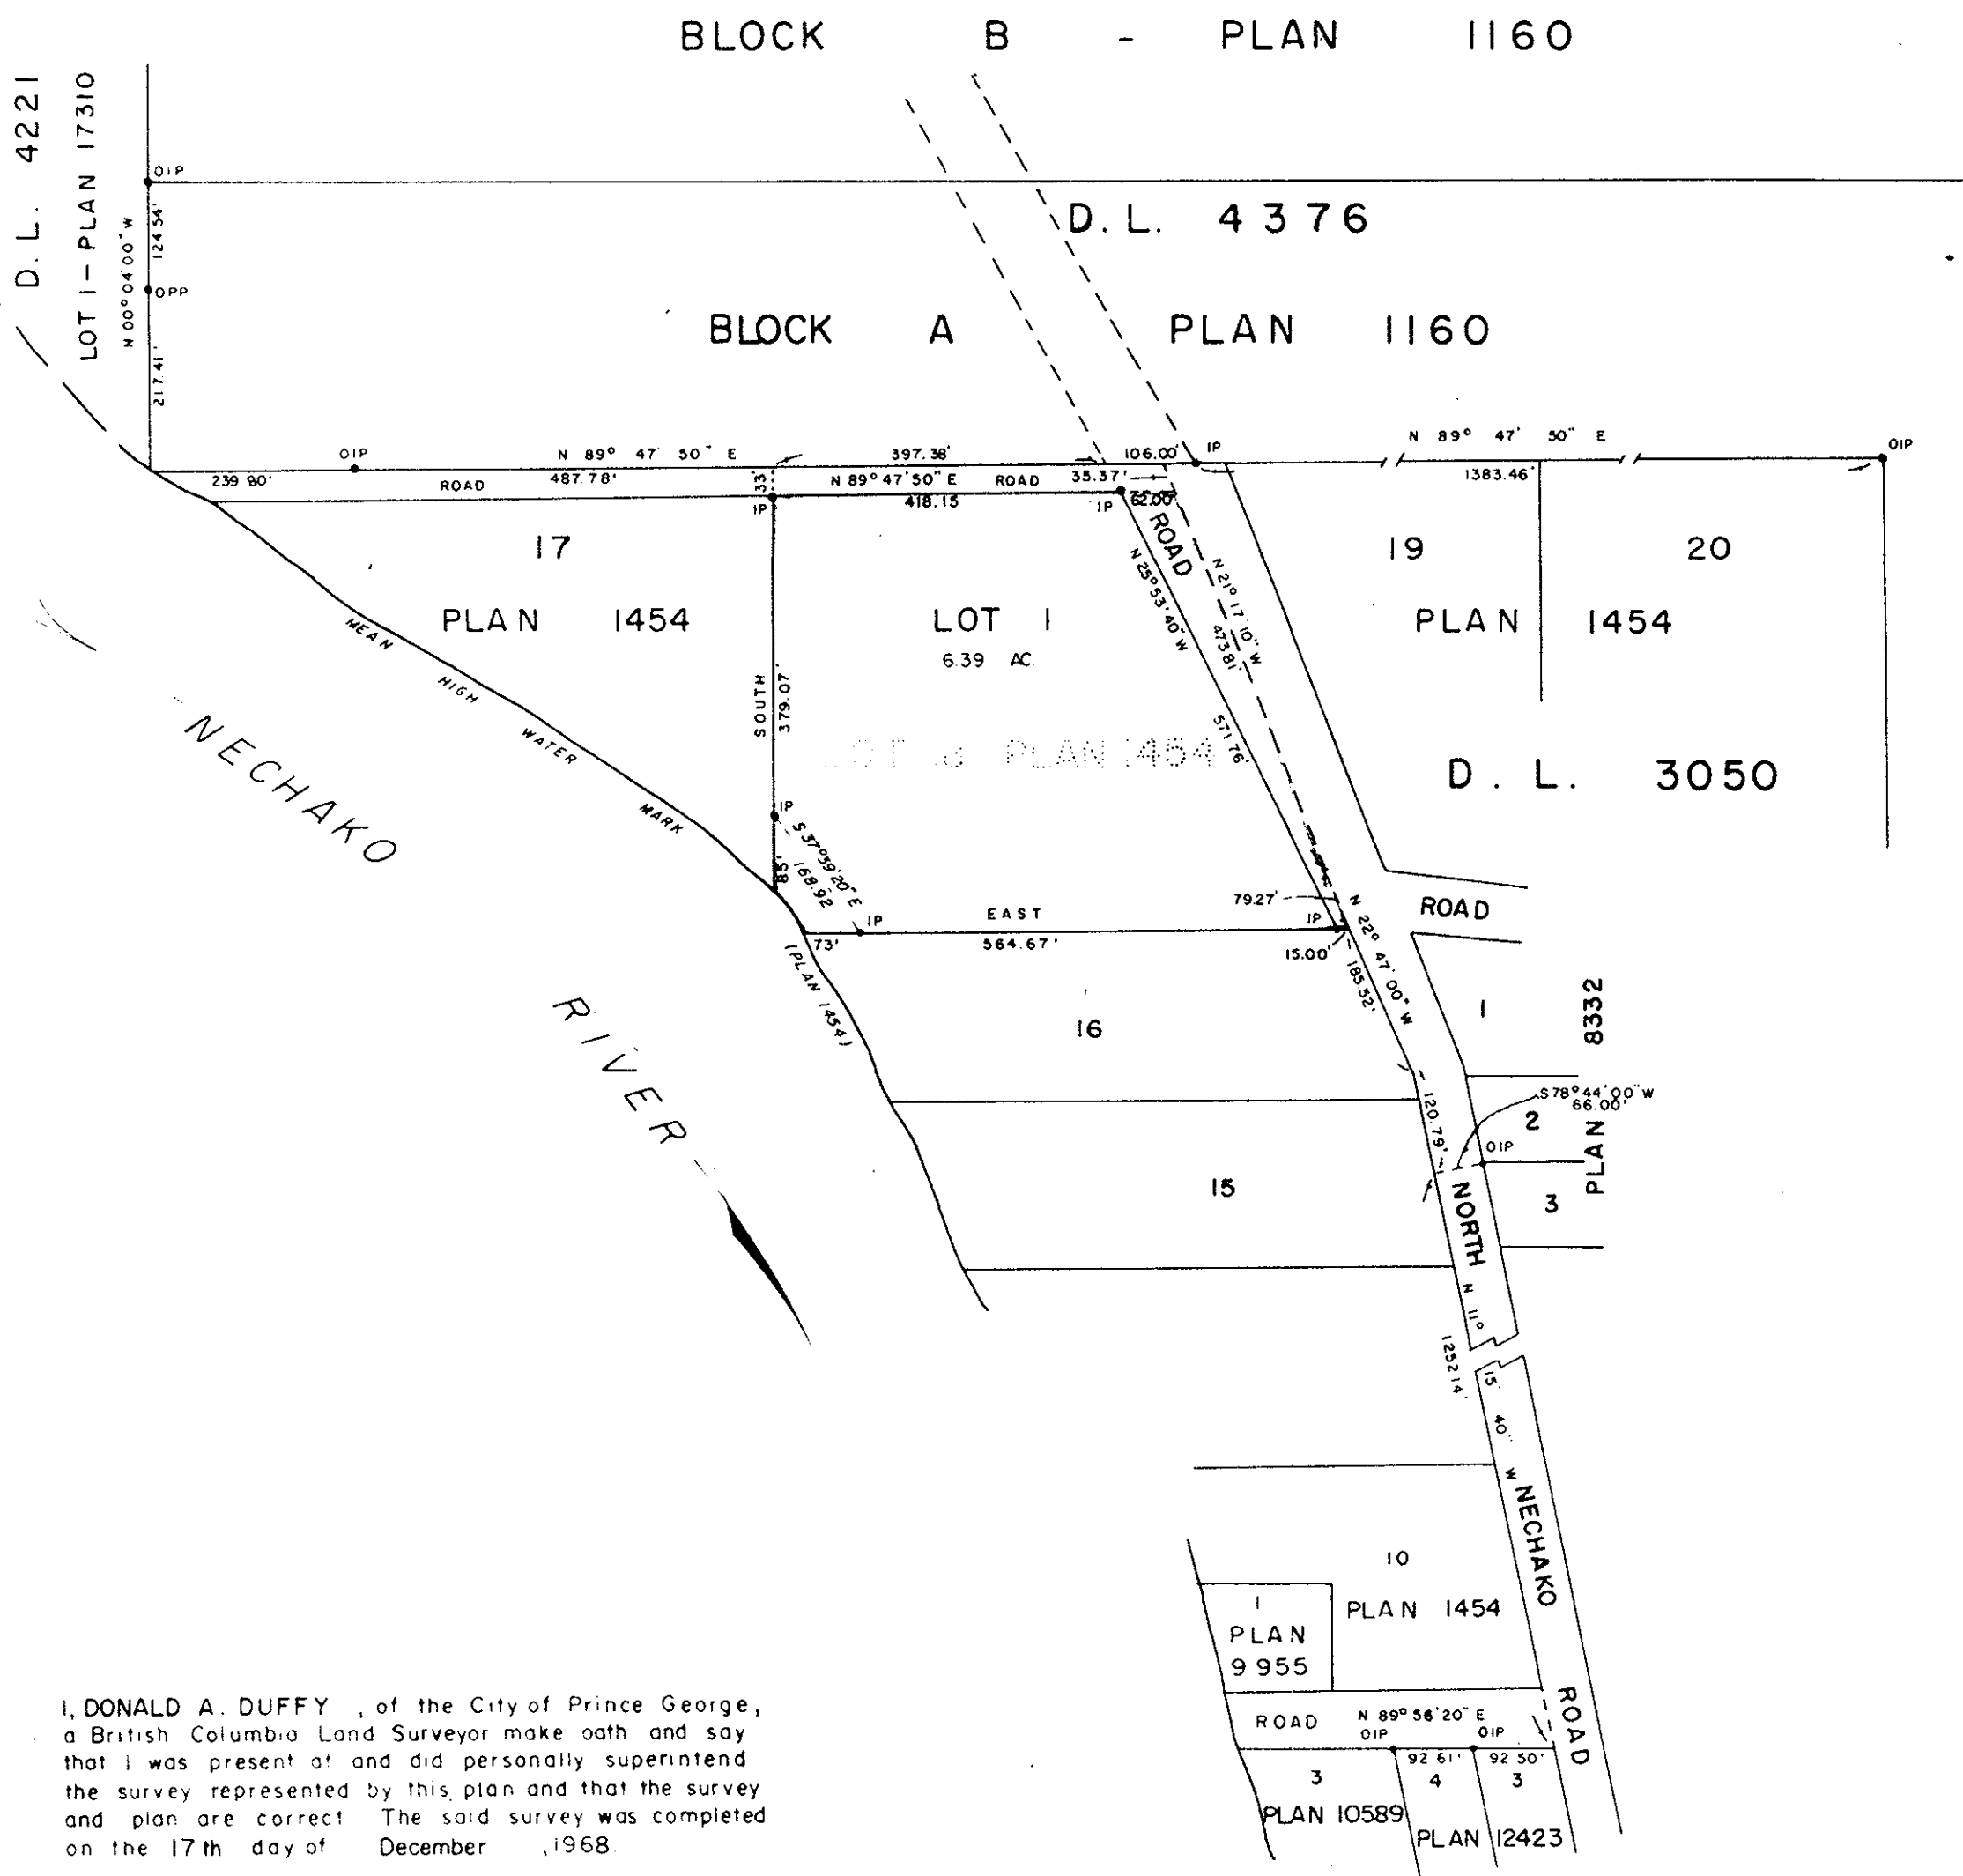 BLOCK B - PLAN 1160
D.L. 4221
LOT 1 - PLAN 17310
N 00° 04' 00" W
OIP
124.54'
OPP
217.41'
D.L. 4376
BLOCK A PLAN 1160
OIP
N 89° 47' 50" E
397.38'
106.00'
IP
N 89° 47' 50" E
OIP
239.80'
ROAD
487.78'
33'
N 89° 47' 50" E
ROAD
35.37'
1383.46'
IP
418.15
IP
62.00'
ROAD
17
PLAN 1454
LOT 1
6.39 AC.
N 25° 53' 40" W
571.76'
N 21° 17' 10" W
473.81'
19
20
PLAN 1454
D. L. 3050
SOUTH
379.07'
PLAN 1454
MEAN HIGH WATER MARK
(PLAN 1454)
NECHAKO
RIVER
IP
S 37° 39' 20" E
168.92
85'
73'
IP
EAST
564.67'
79.27'
IP
15.00'
N 22° 47' 00" W
185.52'
ROAD
16
1
PLAN 8332
120.79'
S 78° 44' 00" W
66.00'
2
OIP
15
3
NORTH
N 11°
15'
40" W
1252.14'
NECHAKO
ROAD
10
PLAN 1454
1
PLAN
9955
ROAD
N 89° 56' 20" E
OIP
OIP
92.61'
92.50'
3
4
3
PLAN 10589
PLAN 12423
I, DONALD A. DUFFY , of the City of Prince George,
a British Columbia Land Surveyor make oath and say
that I was present at and did personally superintend
the survey represented by this plan and that the survey
and plan are correct The said survey was completed
on the 17th day of December , 1968.